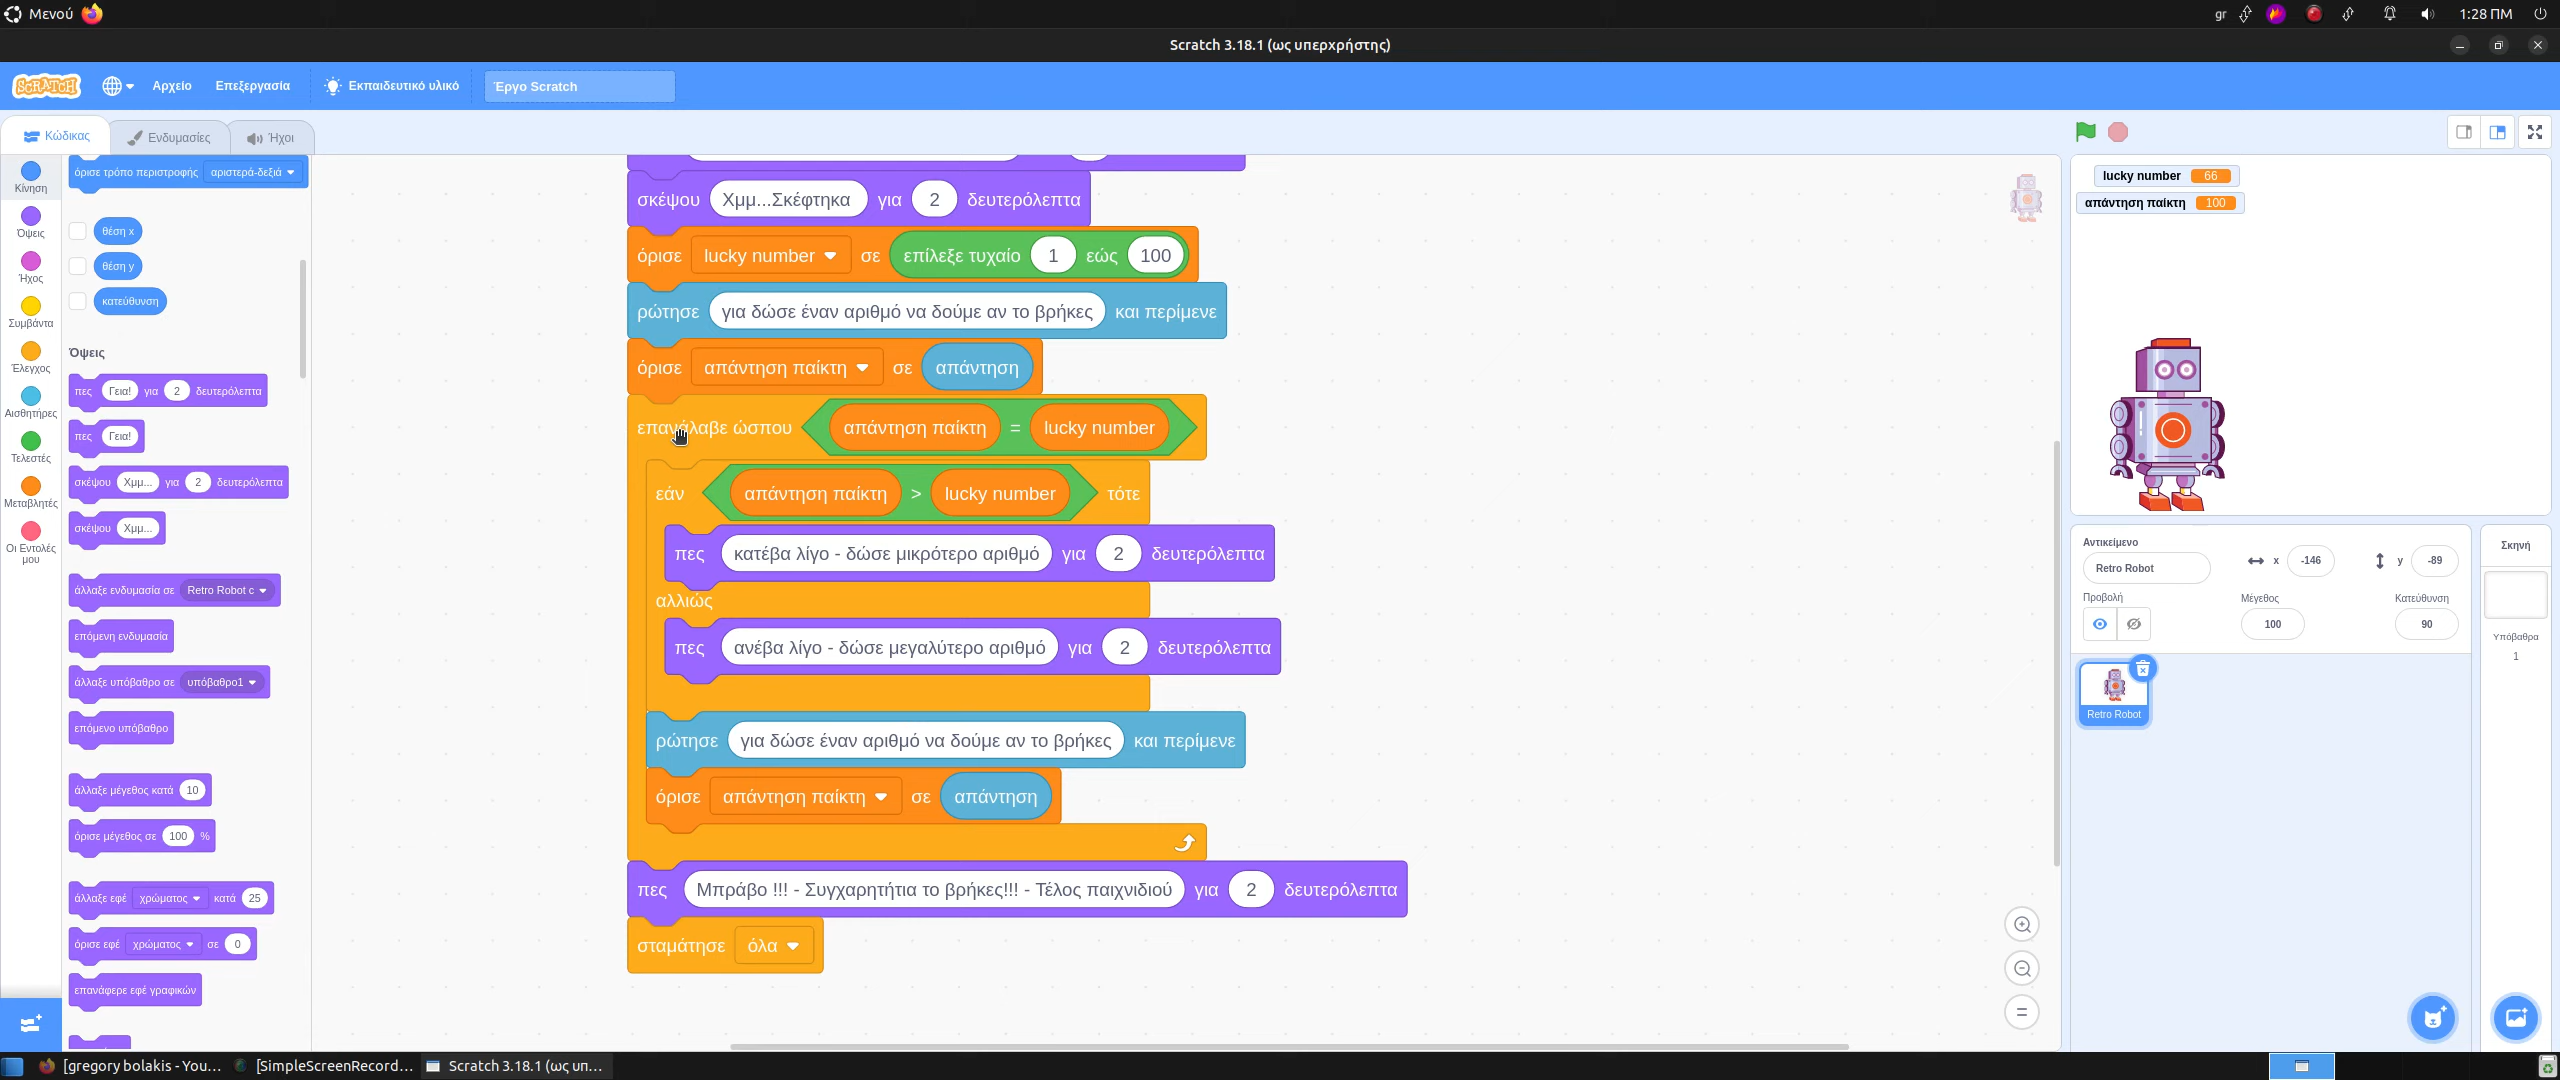 Μενού
gr
1:28 ΠΜ
Scratch 3.18.1 (ως υπερχρήστης)
SCRATCH
Αρχείο
Επεξεργασία
Εκπαιδευτικό υλικό
Έργο Scratch
Κώδικας
Ενδυμασίες
Ήχοι
Κίνηση
Όψεις
Ήχος
Συμβάντα
Έλεγχος
Αισθητήρες
Τελεστές
Μεταβλητές
Οι Εντολές
μου
όρισε τρόπο περιστροφής αριστερά-δεξιά
θέση x
θέση y
κατεύθυνση
Όψεις
πες Γεια! για 2 δευτερόλεπτα
πες Γεια!
σκέψου Χμμ... για 2 δευτερόλεπτα
σκέψου Χμμ...
άλλαξε ενδυμασία σε Retro Robot c
επόμενη ενδυμασία
άλλαξε υπόβαθρο σε υπόβαθρο1
επόμενο υπόβαθρο
άλλαξε μέγεθος κατά 10
όρισε μέγεθος σε 100 %
άλλαξε εφέ χρώματος κατά 25
όρισε εφέ χρώματος σε 0
επανάφερε εφέ γραφικών
σκέψου Χμμ...Σκέφτηκα για 2 δευτερόλεπτα
όρισε lucky number σε επίλεξε τυχαίο 1 εώς 100
ρώτησε για δώσε έναν αριθμό να δούμε αν το βρήκες και περίμενε
όρισε απάντηση παίκτη σε απάντηση
επανάλαβε ώσπου απάντηση παίκτη = lucky number
εάν απάντηση παίκτη > lucky number τότε
πες κατέβα λίγο - δώσε μικρότερο αριθμό για 2 δευτερόλεπτα
αλλιώς
πες ανέβα λίγο - δώσε μεγαλύτερο αριθμό για 2 δευτερόλεπτα
ρώτησε για δώσε έναν αριθμό να δούμε αν το βρήκες και περίμενε
όρισε απάντηση παίκτη σε απάντηση
πες Μπράβο !!! - Συγχαρητήτια το βρήκες!!! - Τέλος παιχνιδιού για 2 δευτερόλεπτα
σταμάτησε όλα
lucky number 66
απάντηση παίκτη 100
Αντικείμενο
Retro Robot
x -146
y -89
Προβολή
Μέγεθος
100
Κατεύθυνση
90
Retro Robot
Σκηνή
Υπόβαθρα
1
[gregory bolakis - You...
[SimpleScreenRecord...
Scratch 3.18.1 (ως υπ...